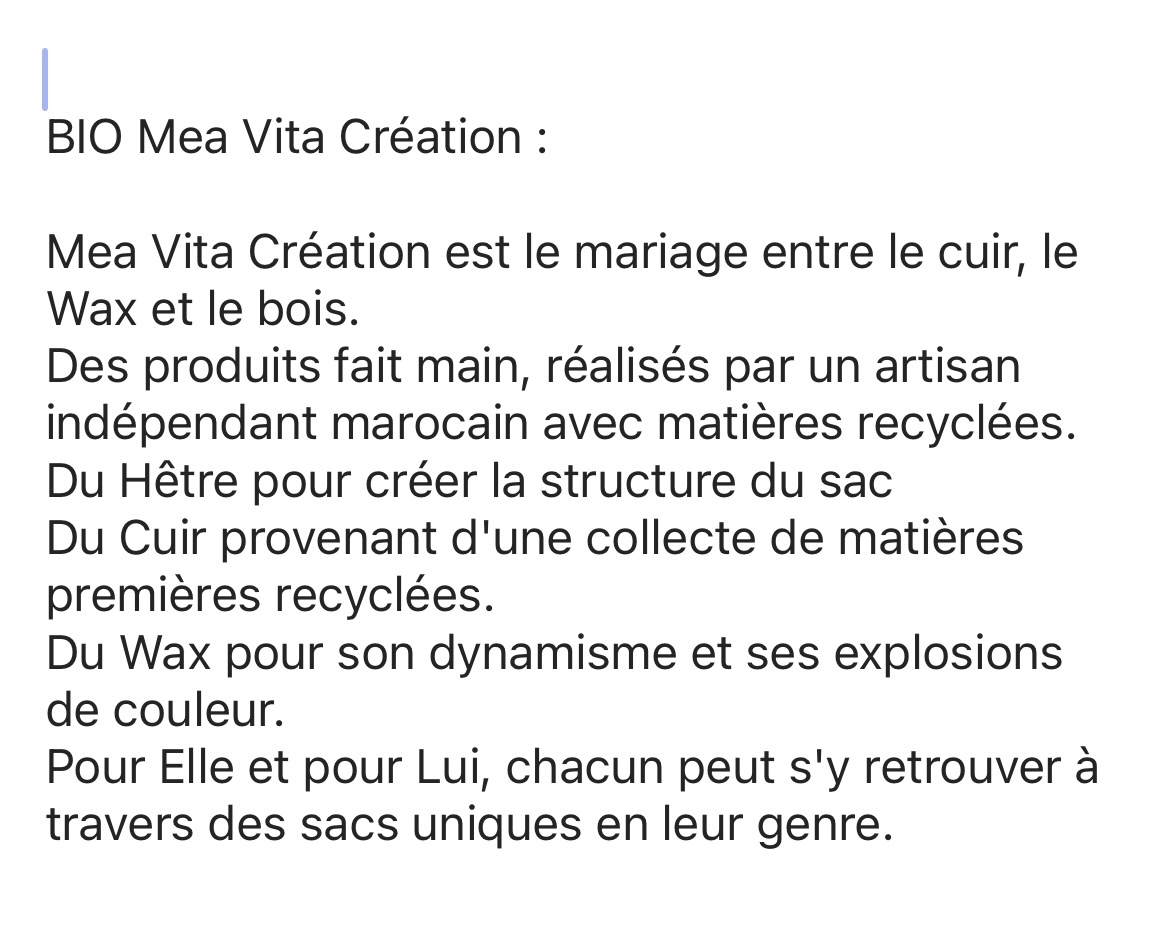 BIO Mea Vita Création :
Mea Vita Création est le mariage entre le cuir, le
Wax et le bois.
Des produits fait main, réalisés par un artisan
indépendant marocain avec matières recyclées.
Du Hêtre pour créer la structure du sac
Du Cuir provenant d'une collecte de matières
premières recyclées.
Du Wax pour son dynamisme et ses explosions
de couleur.
Pour Elle et pour Lui, chacun peut s'y retrouver à
travers des sacs uniques en leur genre.